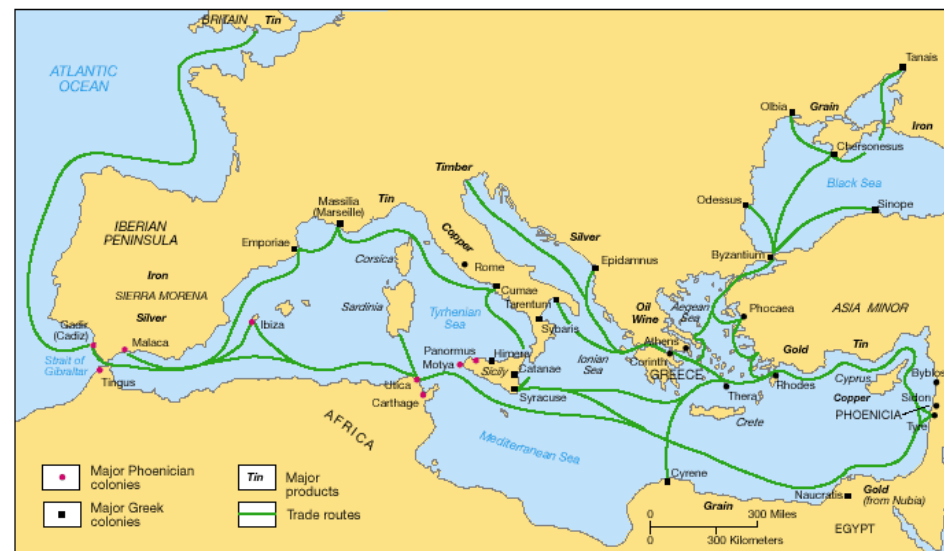 BRITAIN Tin
ATLANTIC
OCEAN
Tanais
Olbia
Grain
Iron
Chersonesus
Timber
Black Sea
Massilia
(Marseille)
Tin
Odessus
Sinope
IBERIAN
PENINSULA
Silver
Emporiae
Copper
Byzantium
Corsica
Rome
Epidamnus
Iron
Cumae
Oil
Wine
Aegean
Sea
Phocaea
ASIA MINOR
SIERRA MORENA
Sardinia
Tarentum
Tyrrhenian
Sea
Silver
Ibiza
Sybaris
Athens
Gadir
(Cadiz)
Malaca
Panormus
Himera
Ionian
Sea
Corinth
Gold
Tin
Strait of
Gibraltar
Motya
Sicily
Catanae
GREECE
Cyprus
Byblos
Tingus
Utica
Syracuse
Thera
Rhodes
Copper
Sidon
Carthage
Crete
PHOENICIA
Tyre
AFRICA
Mediterranean Sea
Major Phoenician
colonies
Tin
Major
products
Cyrene
Naucratis
Gold
(from Nubia)
Major Greek
colonies
Trade routes
Grain
0 300 Miles
0 300 Kilometers
EGYPT